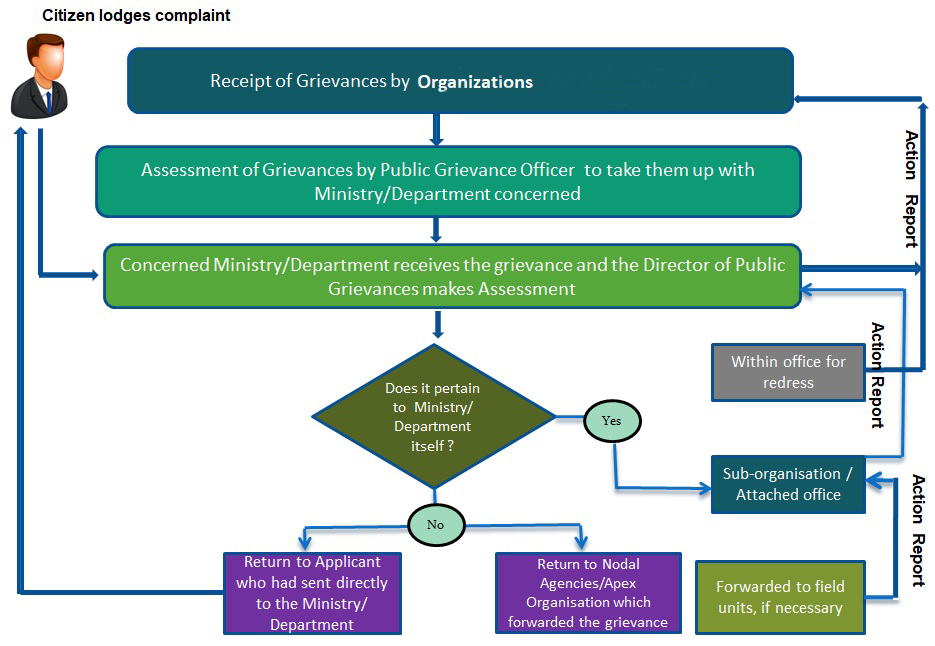 Citizen lodges complaint
Receipt of Grievances by Organizations
Assessment of Grievances by Public Grievance Officer to take them up with
Ministry/Department concerned
Concerned Ministry/Department receives the grievance and the Director of Public
Grievances makes Assessment
Does it pertain
to Ministry/
Department
itself ?
Yes
No
Within office for
redress
Sub-organisation /
Attached office
Forwarded to field
units, if necessary
Return to Applicant
who had sent directly
to the Ministry/
Department
Return to Nodal
Agencies/Apex
Organisation which
forwarded the grievance
Action Report
Action Report
Action Report